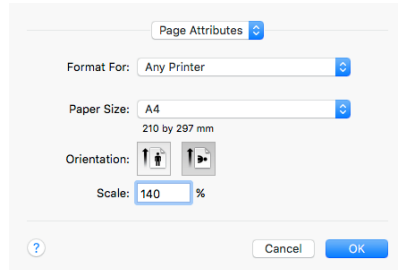 Page Attributes
Format For: Any Printer
Paper Size: A4
210 by 297 mm
Orientation:
Scale: 140 %
? Cancel OK